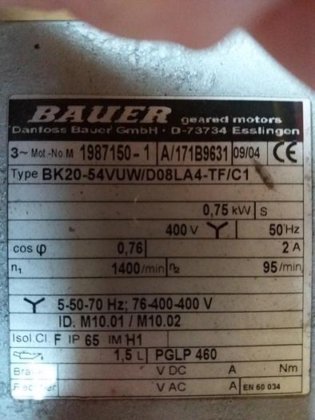 BAUER geared motors
Danfoss Bauer GmbH · D-73734 Esslingen
3~ Mot.-No M 1987150-1 A/171B9631 09/04 CE
Type BK20-54VUW/D08LA4-TF/C1
0,75 kW S
400 V Y 50 Hz
cos φ 0,76 2 A
n1 1400/min n2 95/min
Y 5-50-70 Hz; 76-400-400 V
ID. M10.01 / M10.02
Isol Cl F IP 65 IM H1
1,5 L PGLP 460
V DC A Nm
V AC A EN 60 034